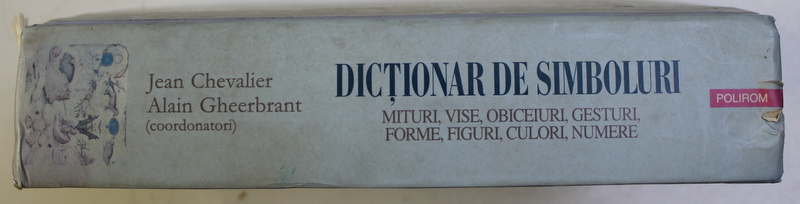 Jean Chevalier
Alain Gheerbrant
(coordonatori)
DICȚIONAR DE SIMBOLURI
MITURI, VISE, OBICEIURI, GESTURI,
FORME, FIGURI, CULORI, NUMERE
POLIROM